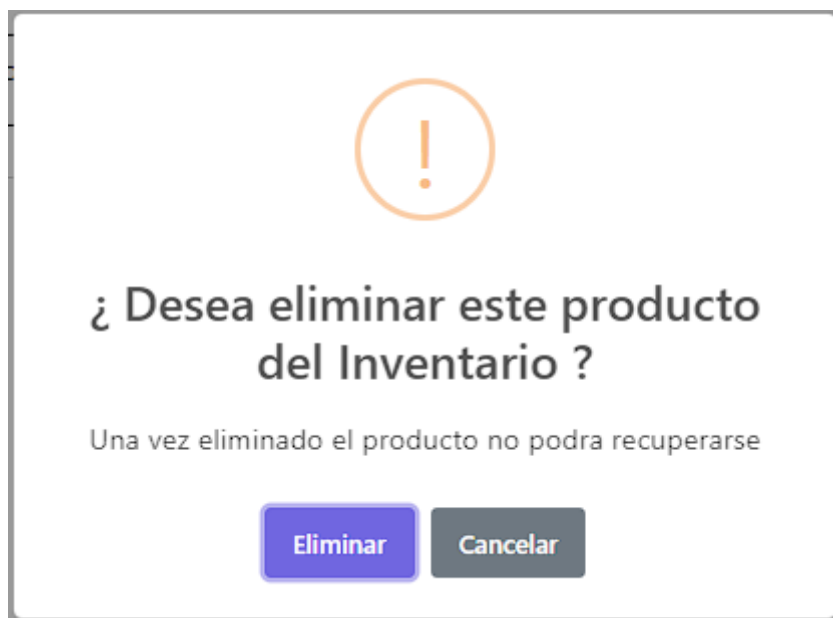 !
¿ Desea eliminar este producto
del Inventario ?
Una vez eliminado el producto no podra recuperarse
Eliminar
Cancelar